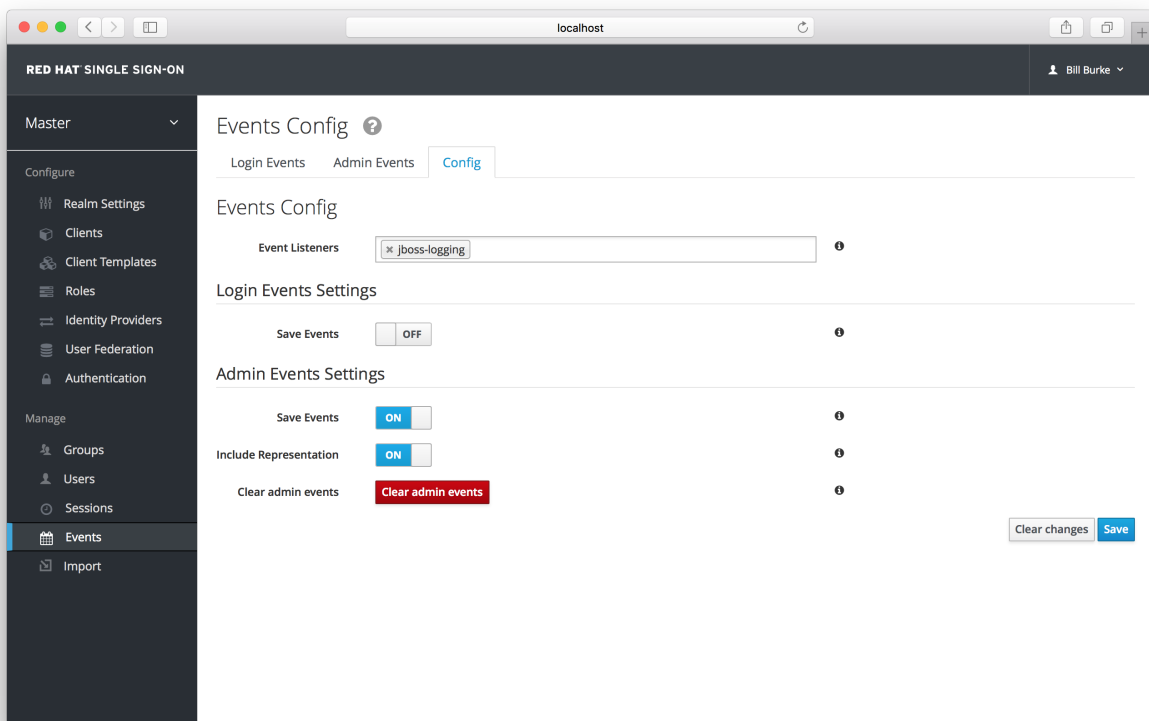 localhost
RED HAT SINGLE SIGN-ON
Bill Burke
Master
Configure
Realm Settings
Clients
Client Templates
Roles
Identity Providers
User Federation
Authentication
Manage
Groups
Users
Sessions
Events
Import
Events Config
Login Events Admin Events Config
Events Config
Event Listeners jboss-logging
Login Events Settings
Save Events OFF
Admin Events Settings
Save Events ON
Include Representation ON
Clear admin events Clear admin events
Clear changes Save